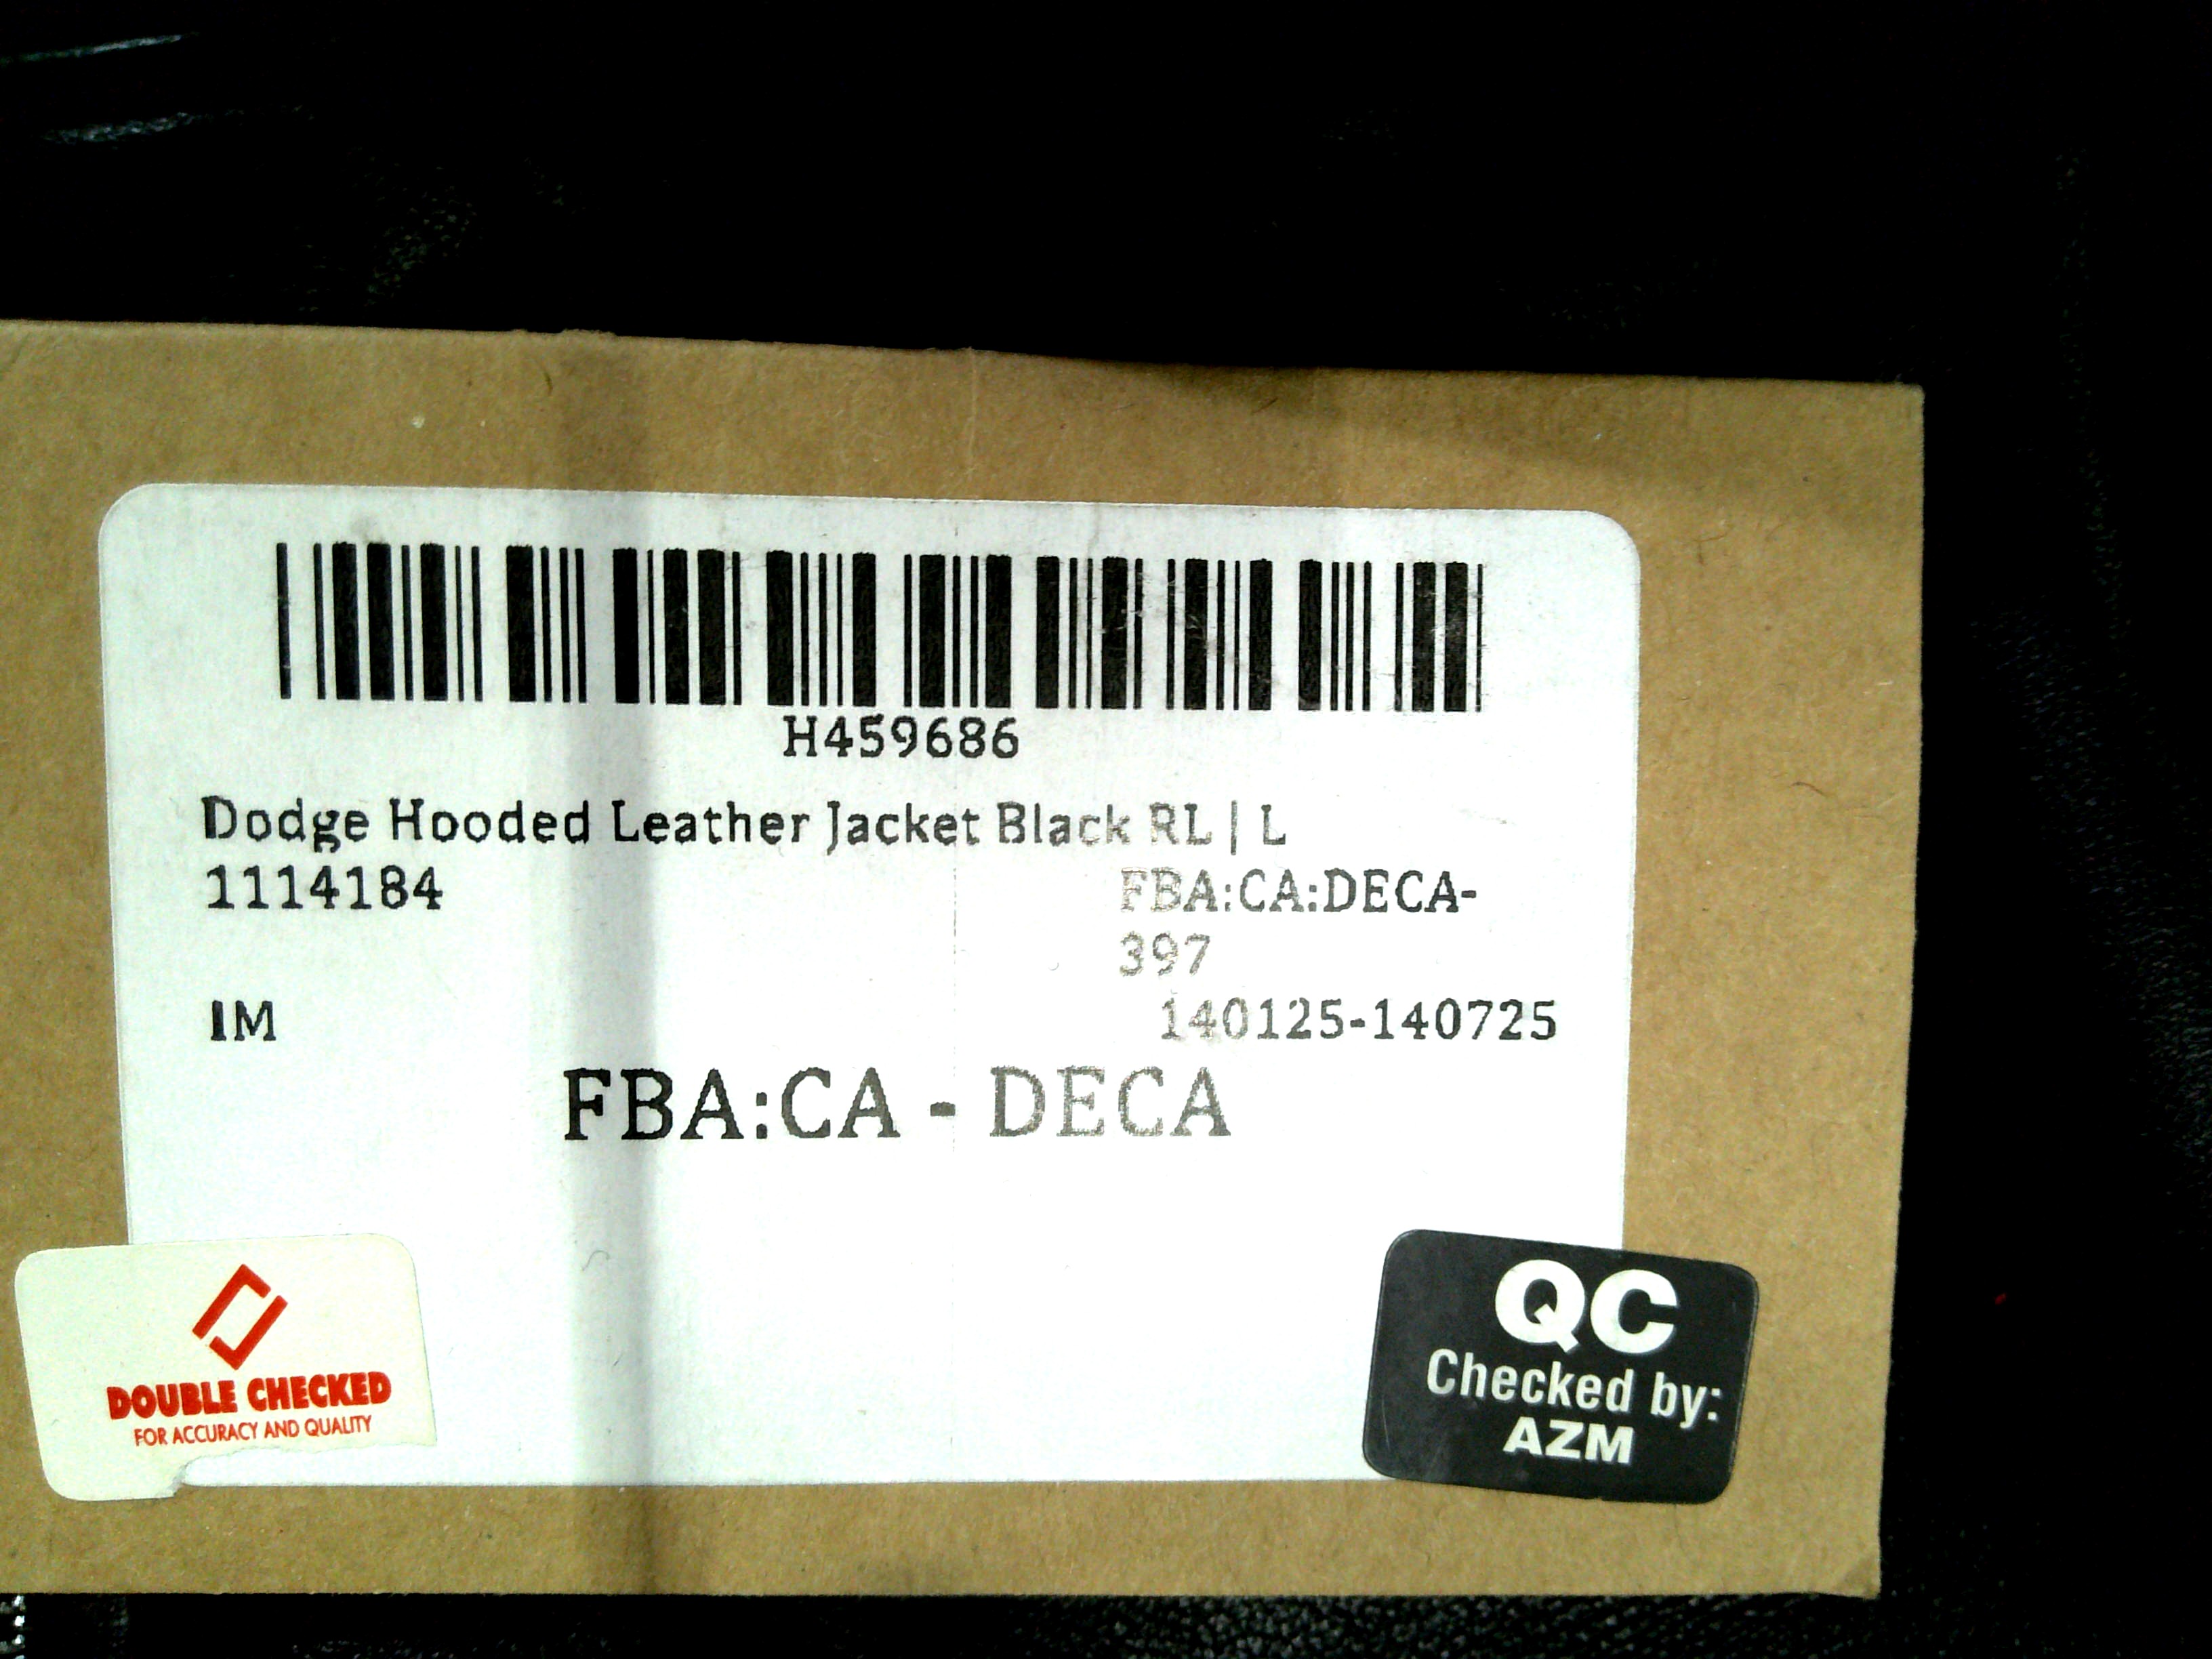 H459686
Dodge Hooded Leather Jacket Black RL | L
1114184
FBA:CA:DECA-
397
IM
140125-140725
FBA:CA - DECA
DOUBLE CHECKED
FOR ACCURACY AND QUALITY
QC
Checked by:
AZM